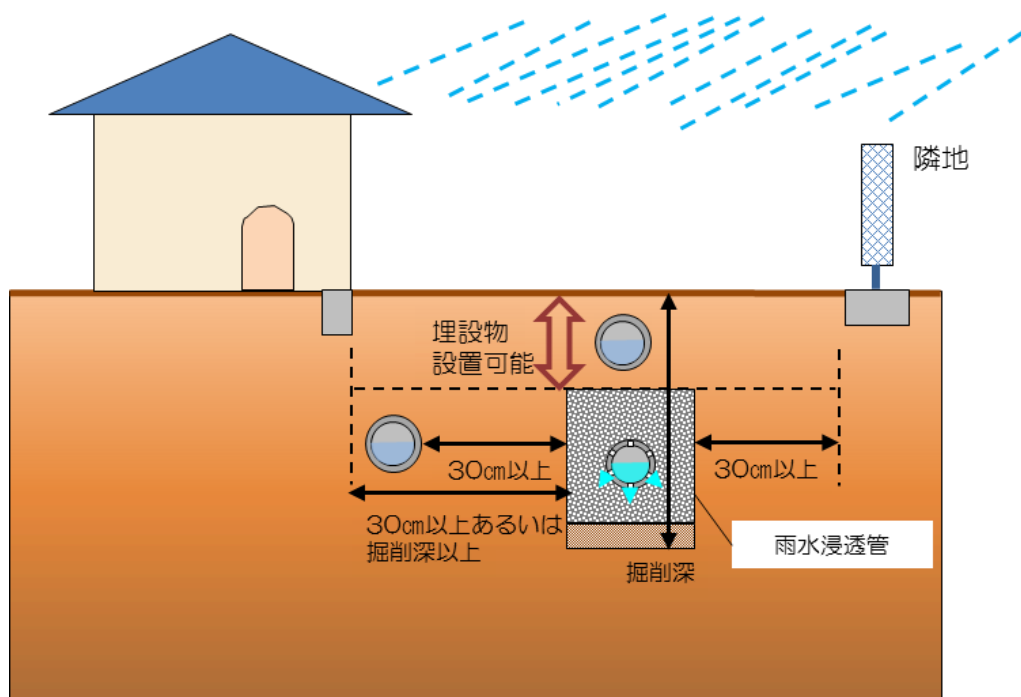 隣地
埋設物
設置可能
30㎝以上
30㎝以上
30㎝以上あるいは
掘削深以上
雨水浸透管
掘削深